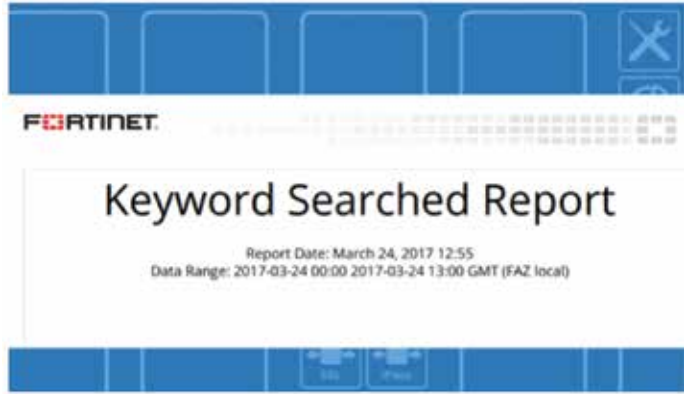 FORTINET
Keyword Searched Report
Report Date: March 24, 2017 12:55
Data Range: 2017-03-24 00:00 2017-03-24 13:00 GMT (FAZ local)